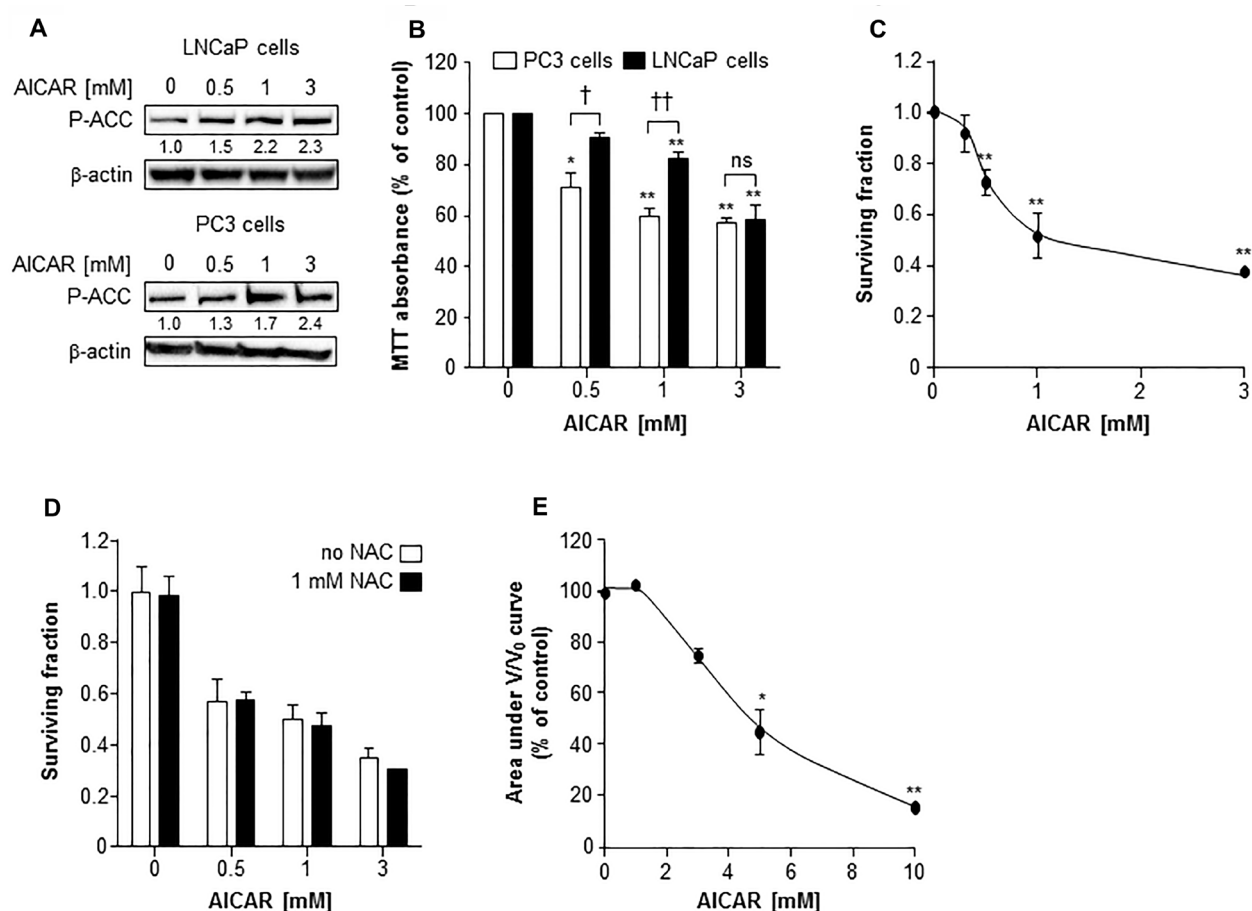 A
LNCaP cells
AICAR [mM] 0 0.5 1 3
P-ACC
1.0 1.5 2.2 2.3
β-actin
PC3 cells
AICAR [mM] 0 0.5 1 3
P-ACC
1.0 1.3 1.7 2.4
β-actin
B
PC3 cells LNCaP cells
MTT absorbance (% of control)
120
100
80
60
40
20
0
† †† ns
* ** ** ** **
0 0.5 1 3
AICAR [mM]
C
Surviving fraction
1.0
0.8
0.6
0.4
1.2
0
** ** **
0 1 2 3
AICAR [mM]
D
no NAC
1 mM NAC
Surviving fraction
1.2
1.0
0.8
0.6
0.4
0.2
0
0 0.5 1 3
AICAR [mM]
E
Area under V/V₀ curve
(% of control)
120
100
80
60
40
20
0
* **
0 2 4 6 8 10
AICAR [mM]